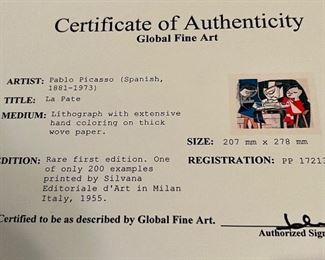 Certificate of Authenticity
Global Fine Art
ARTIST: Pablo Picasso (Spanish,
1881-1973)
TITLE: La Pate
MEDIUM: Lithograph with extensive
hand coloring on thick
wove paper.
SIZE: 207 mm x 278 mm
EDITION: Rare first edition. One
of only 200 examples
printed by Silvana
Editoriale d'Art in Milan
Italy, 1955.
REGISTRATION: PP 17213
Certified to be as described by Global Fine Art.
Authorized Sign